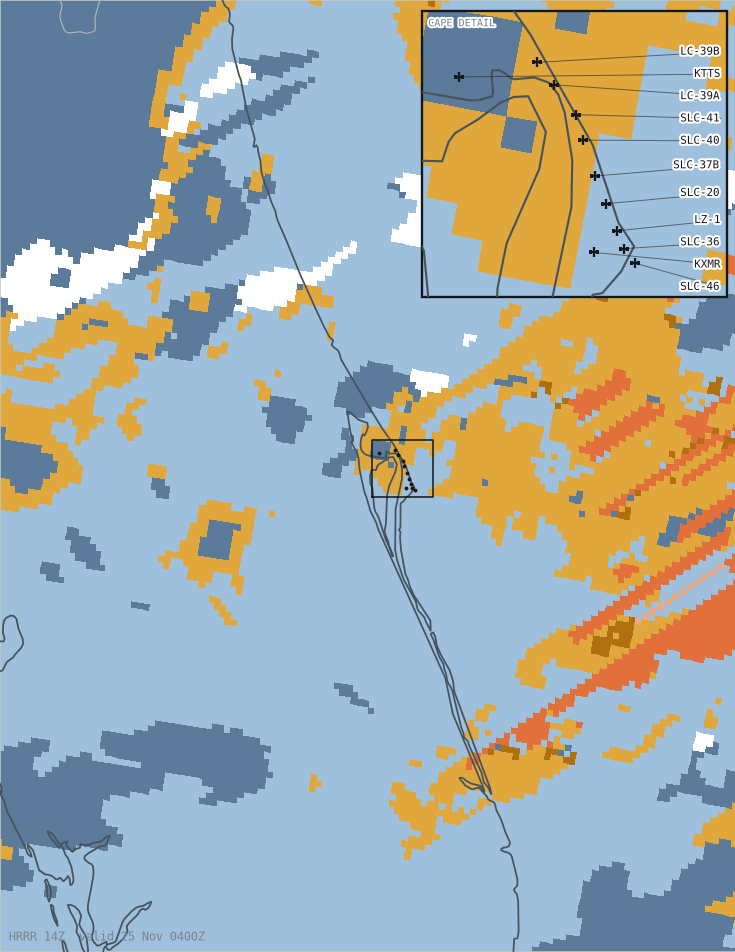 CAPE DETAIL
LC-39B
KTTS
LC-39A
SLC-41
SLC-40
SLC-37B
SLC-20
LZ-1
SLC-36
KXMR
SLC-46
HRRR 14Z  valid 25 Nov 0400Z